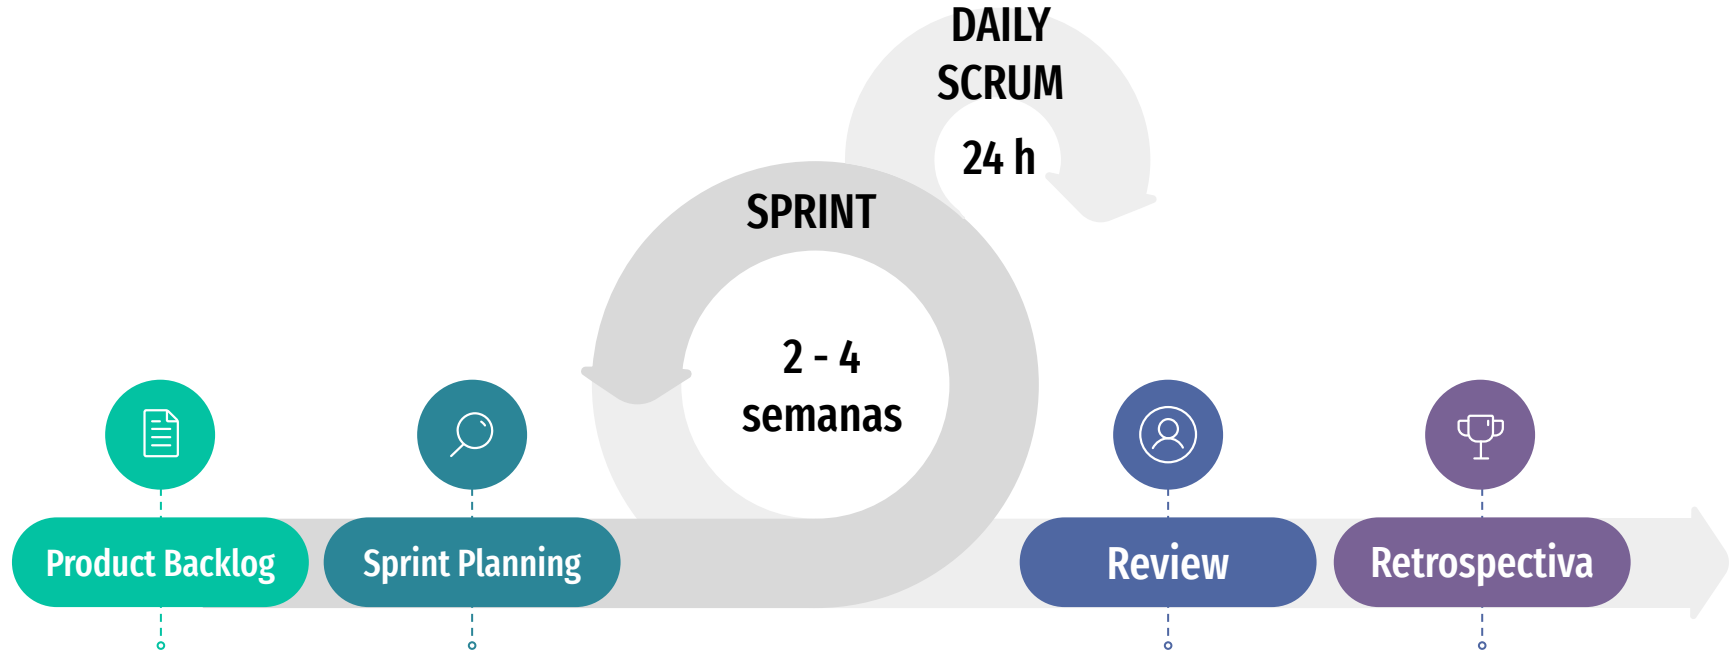 DAILY
SCRUM
24 h
SPRINT
2 - 4
semanas
Product Backlog
Sprint Planning
Review
Retrospectiva